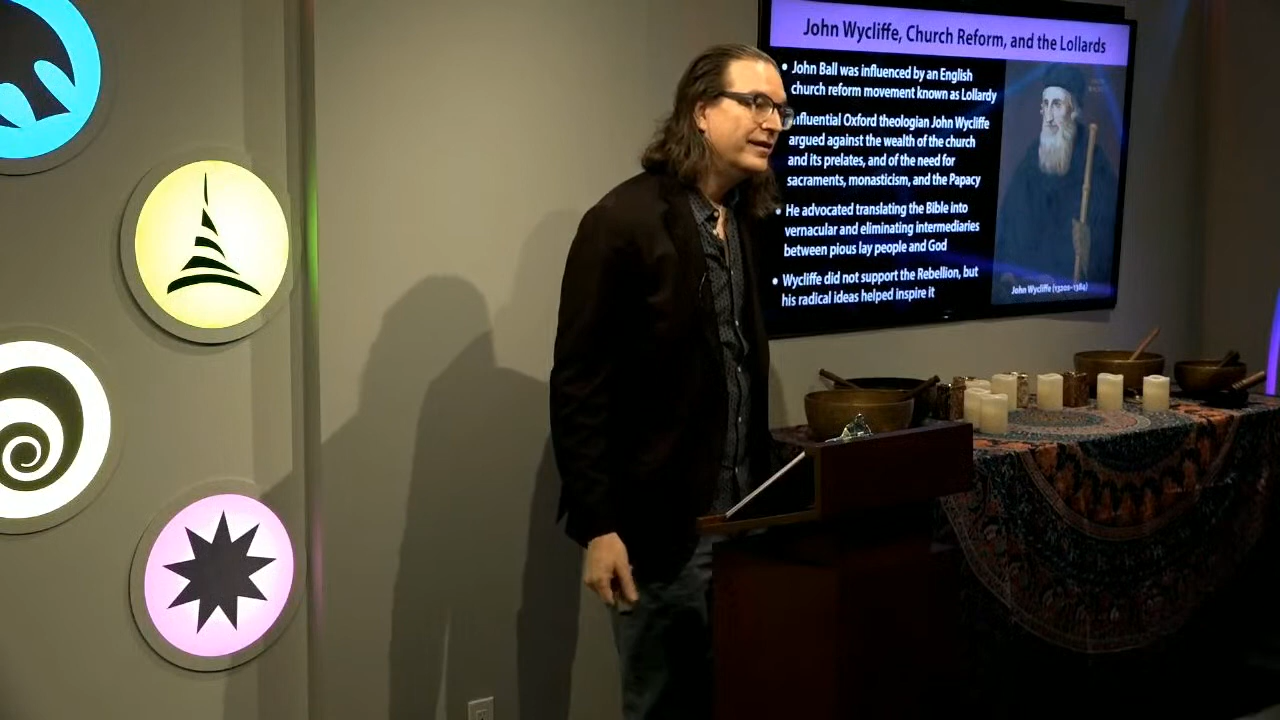 John Wycliffe, Church Reform, and the Lollards
• John Ball was influenced by an English
church reform movement known as Lollardy
nfluential Oxford theologian John Wycliffe
argued against the wealth of the church
and its prelates, and of the need for
sacraments, monasticism, and the Papacy
• He advocated translating the Bible into
vernacular and eliminating intermediaries
between pious lay people and God
• Wycliffe did not support the Rebellion, but
his radical ideas helped inspire it
John Wycliffe (1320s–1384)